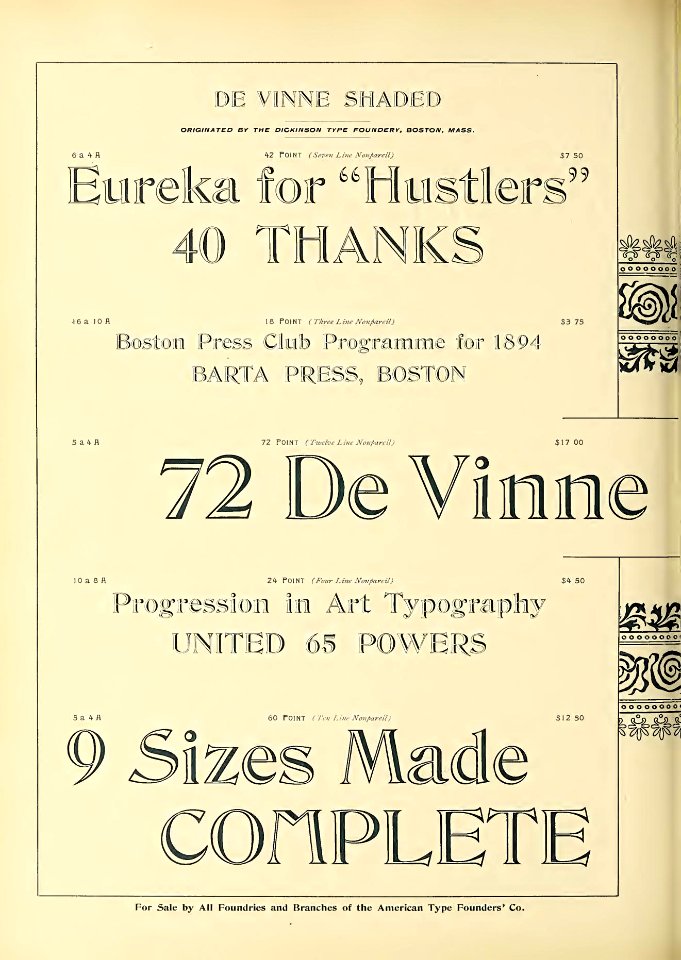 DE VINNE SHADED
ORIGINATED BY THE DICKINSON TYPE FOUNDERY, BOSTON, MASS.
6 a 4 A 42 POINT (Seven Line Nonpareil) $7 50
Eureka for “Hustlers”
40 THANKS
16 a 10 A 18 POINT (Three Line Nonpareil) $3 75
Boston Press Club Programme for 1894
BARTA PRESS, BOSTON
5 a 4 A 72 POINT (Twelve Line Nonpareil) $17 00
72 De Vinne
10 a 8 A 24 POINT (Four Line Nonpareil) $4 50
Progression in Art Typography
UNITED 65 POWERS
5 a 4 A 60 POINT (Ten Line Nonpareil) $12 50
9 Sizes Made
COMPLETE
For Sale by All Foundries and Branches of the American Type Founders’ Co.